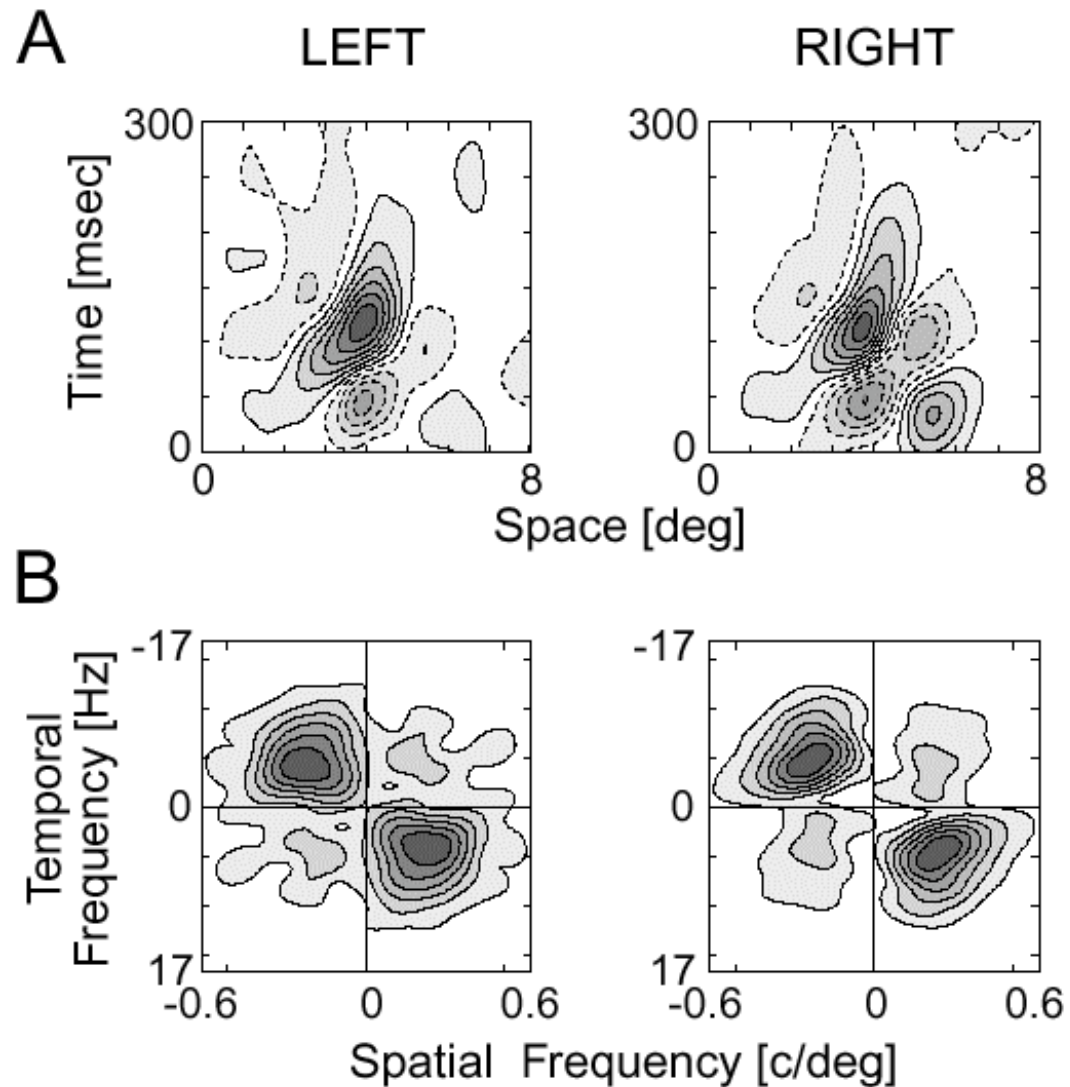 A
LEFT
RIGHT
300
Time [msec]
0
0
8
300
0
0
8
Space [deg]
B
-17
Temporal
Frequency [Hz]
0
17
-0.6
0
0.6
-17
0
17
-0.6
0
0.6
Spatial Frequency [c/deg]